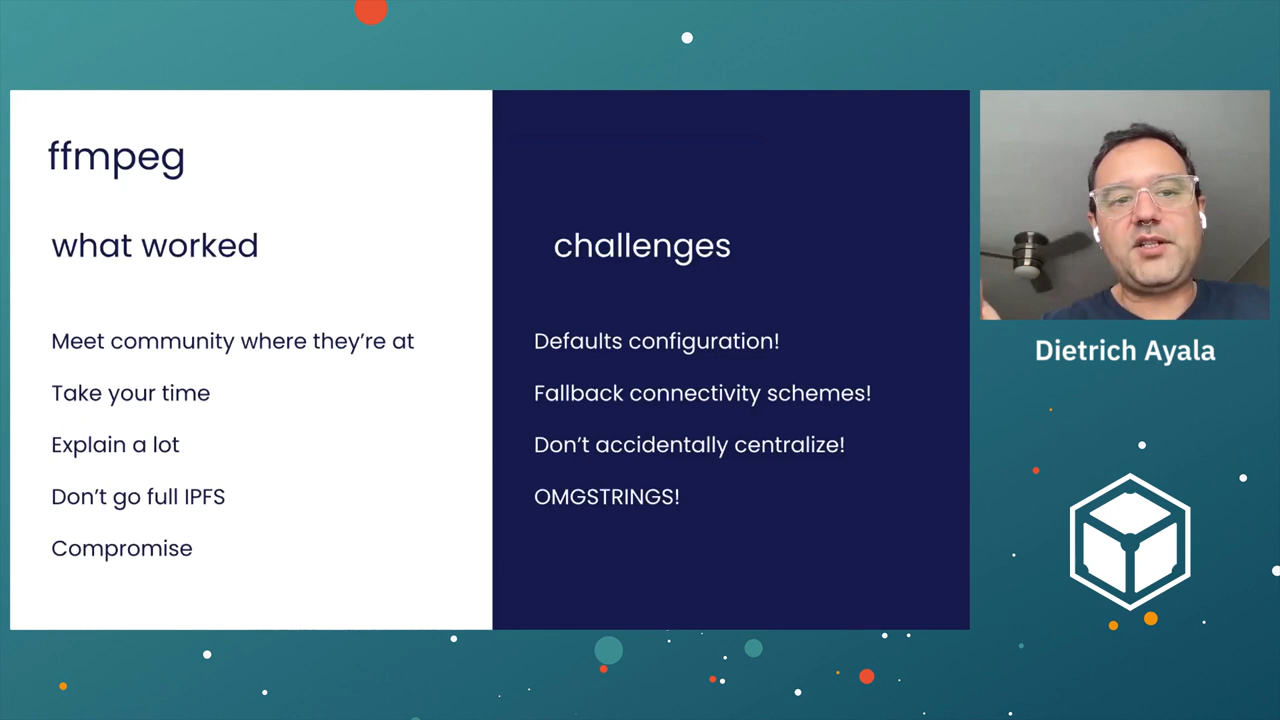 ffmpeg
what worked
Meet community where they're at
Take your time
Explain a lot
Don't go full IPFS
Compromise
challenges
Defaults configuration!
Fallback connectivity schemes!
Don't accidentally centralize!
OMGSTRINGS!
Dietrich Ayala